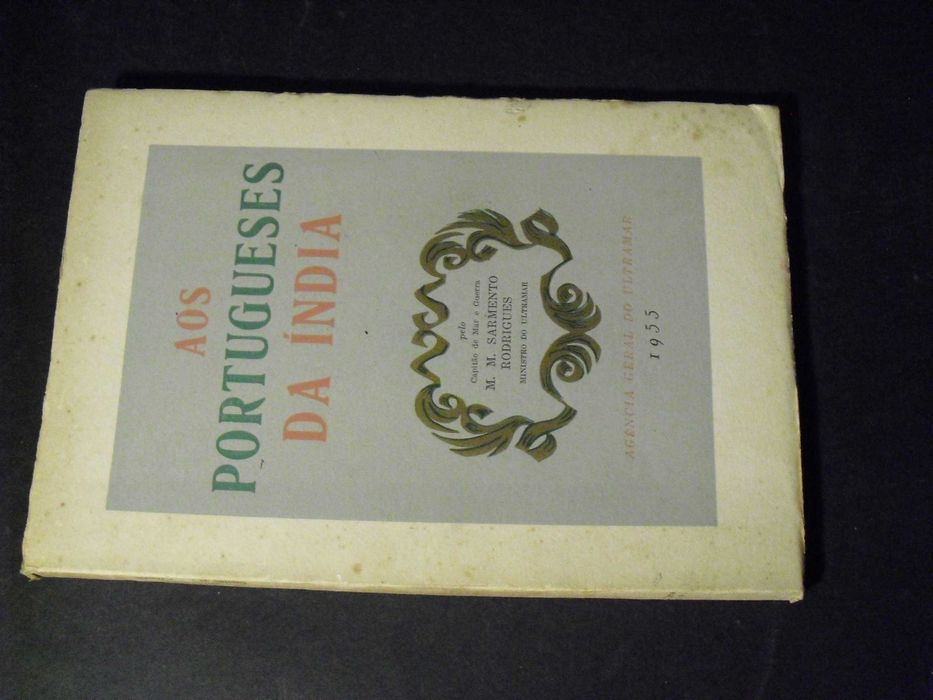 AOS
PORTUGUESES
DA ÍNDIA
pelo
Capitão de Mar e Guerra
M. M. SARMENTO
RODRIGUES
MINISTRO DO ULTRAMAR
AGÊNCIA GERAL DO ULTRAMAR
1955